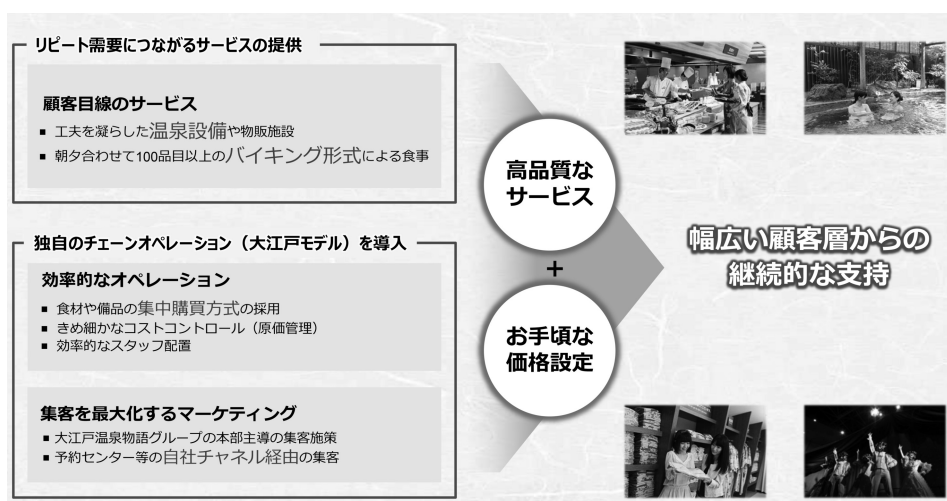 リピート需要につながるサービスの提供
顧客目線のサービス
■ 工夫を凝らした温泉設備や物販施設
■ 朝夕合わせて100品目以上のバイキング形式による食事
独自のチェーンオペレーション（大江戸モデル）を導入
効率的なオペレーション
■ 食材や備品の集中購買方式の採用
■ きめ細かなコストコントロール（原価管理）
■ 効率的なスタッフ配置
集客を最大化するマーケティング
■ 大江戸温泉物語グループの本部主導の集客施策
■ 予約センター等の自社チャネル経由の集客
高品質な
サービス
+
お手頃な
価格設定
幅広い顧客層からの
継続的な支持